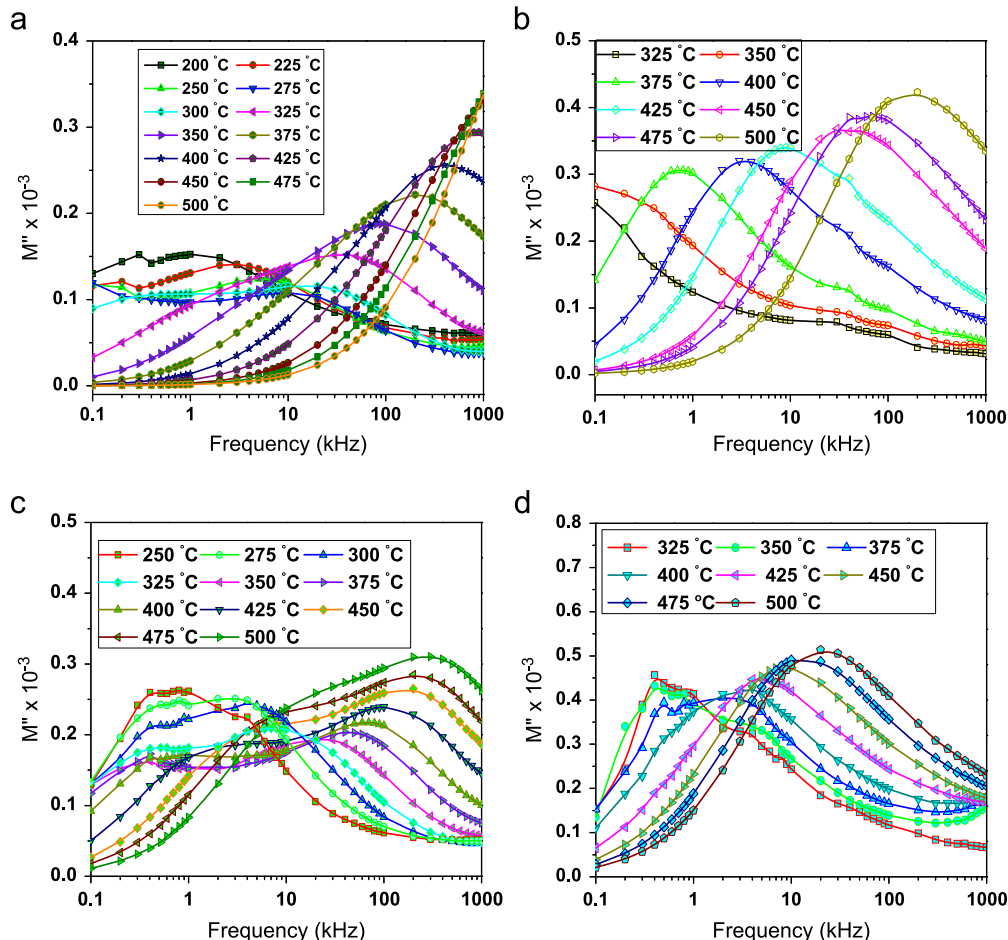 a
0.4
0.3
0.2
0.1
0.0
M'' x 10⁻³
200 °C 225 °C
250 °C 275 °C
300 °C 325 °C
350 °C 375 °C
400 °C 425 °C
450 °C 475 °C
500 °C
0.1 1 10 100 1000
Frequency (kHz)
b
0.5
0.4
0.3
0.2
0.1
0.0
M'' x 10⁻³
325 °C 350 °C
375 °C 400 °C
425 °C 450 °C
475 °C 500 °C
0.1 1 10 100 1000
Frequency (kHz)
c
0.5
0.4
0.3
0.2
0.1
0.0
M'' x 10⁻³
250 °C 275 °C 300 °C
325 °C 350 °C 375 °C
400 °C 425 °C 450 °C
475 °C 500 °C
0.1 1 10 100 1000
Frequency (kHz)
d
0.8
0.7
0.6
0.5
0.4
0.3
0.2
0.1
0.0
M'' x 10⁻³
325 °C 350 °C 375 °C
400 °C 425 °C 450 °C
475 °C 500 °C
0.1 1 10 100 1000
Frequency (kHz)